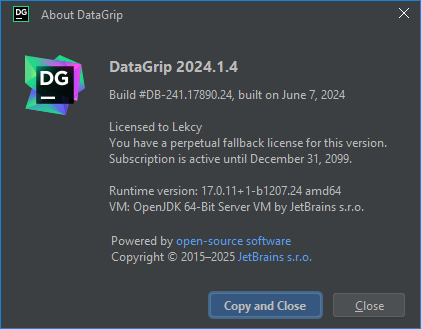 DG
About DataGrip
DG
DataGrip 2024.1.4
Build #DB-241.17890.24, built on June 7, 2024
Licensed to Lekcy
You have a perpetual fallback license for this version.
Subscription is active until December 31, 2099.
Runtime version: 17.0.11+1-b1207.24 amd64
VM: OpenJDK 64-Bit Server VM by JetBrains s.r.o.
Powered by open-source software
Copyright © 2015–2025 JetBrains s.r.o.
Copy and Close
Close